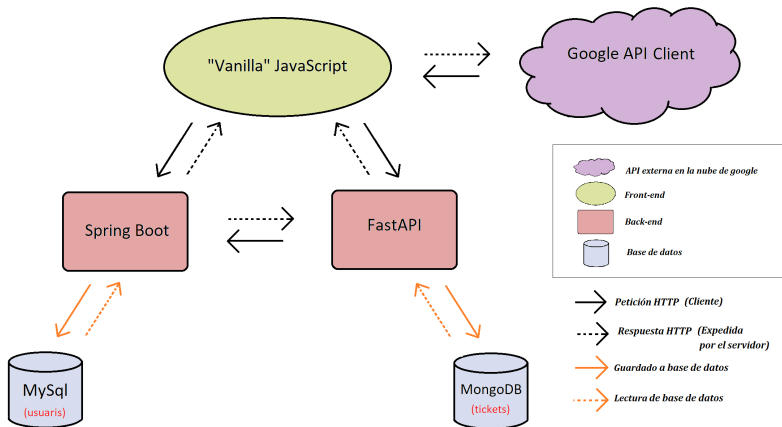 "Vanilla" JavaScript
Google API Client
Spring Boot
FastAPI
MySql
(usuaris)
MongoDB
(tickets)
API externa en la nube de google
Front-end
Back-end
Base de datos
Petición HTTP (Cliente)
Respuesta HTTP (Expedida
por el servidor)
Guardado a base de datos
Lectura de base de datos